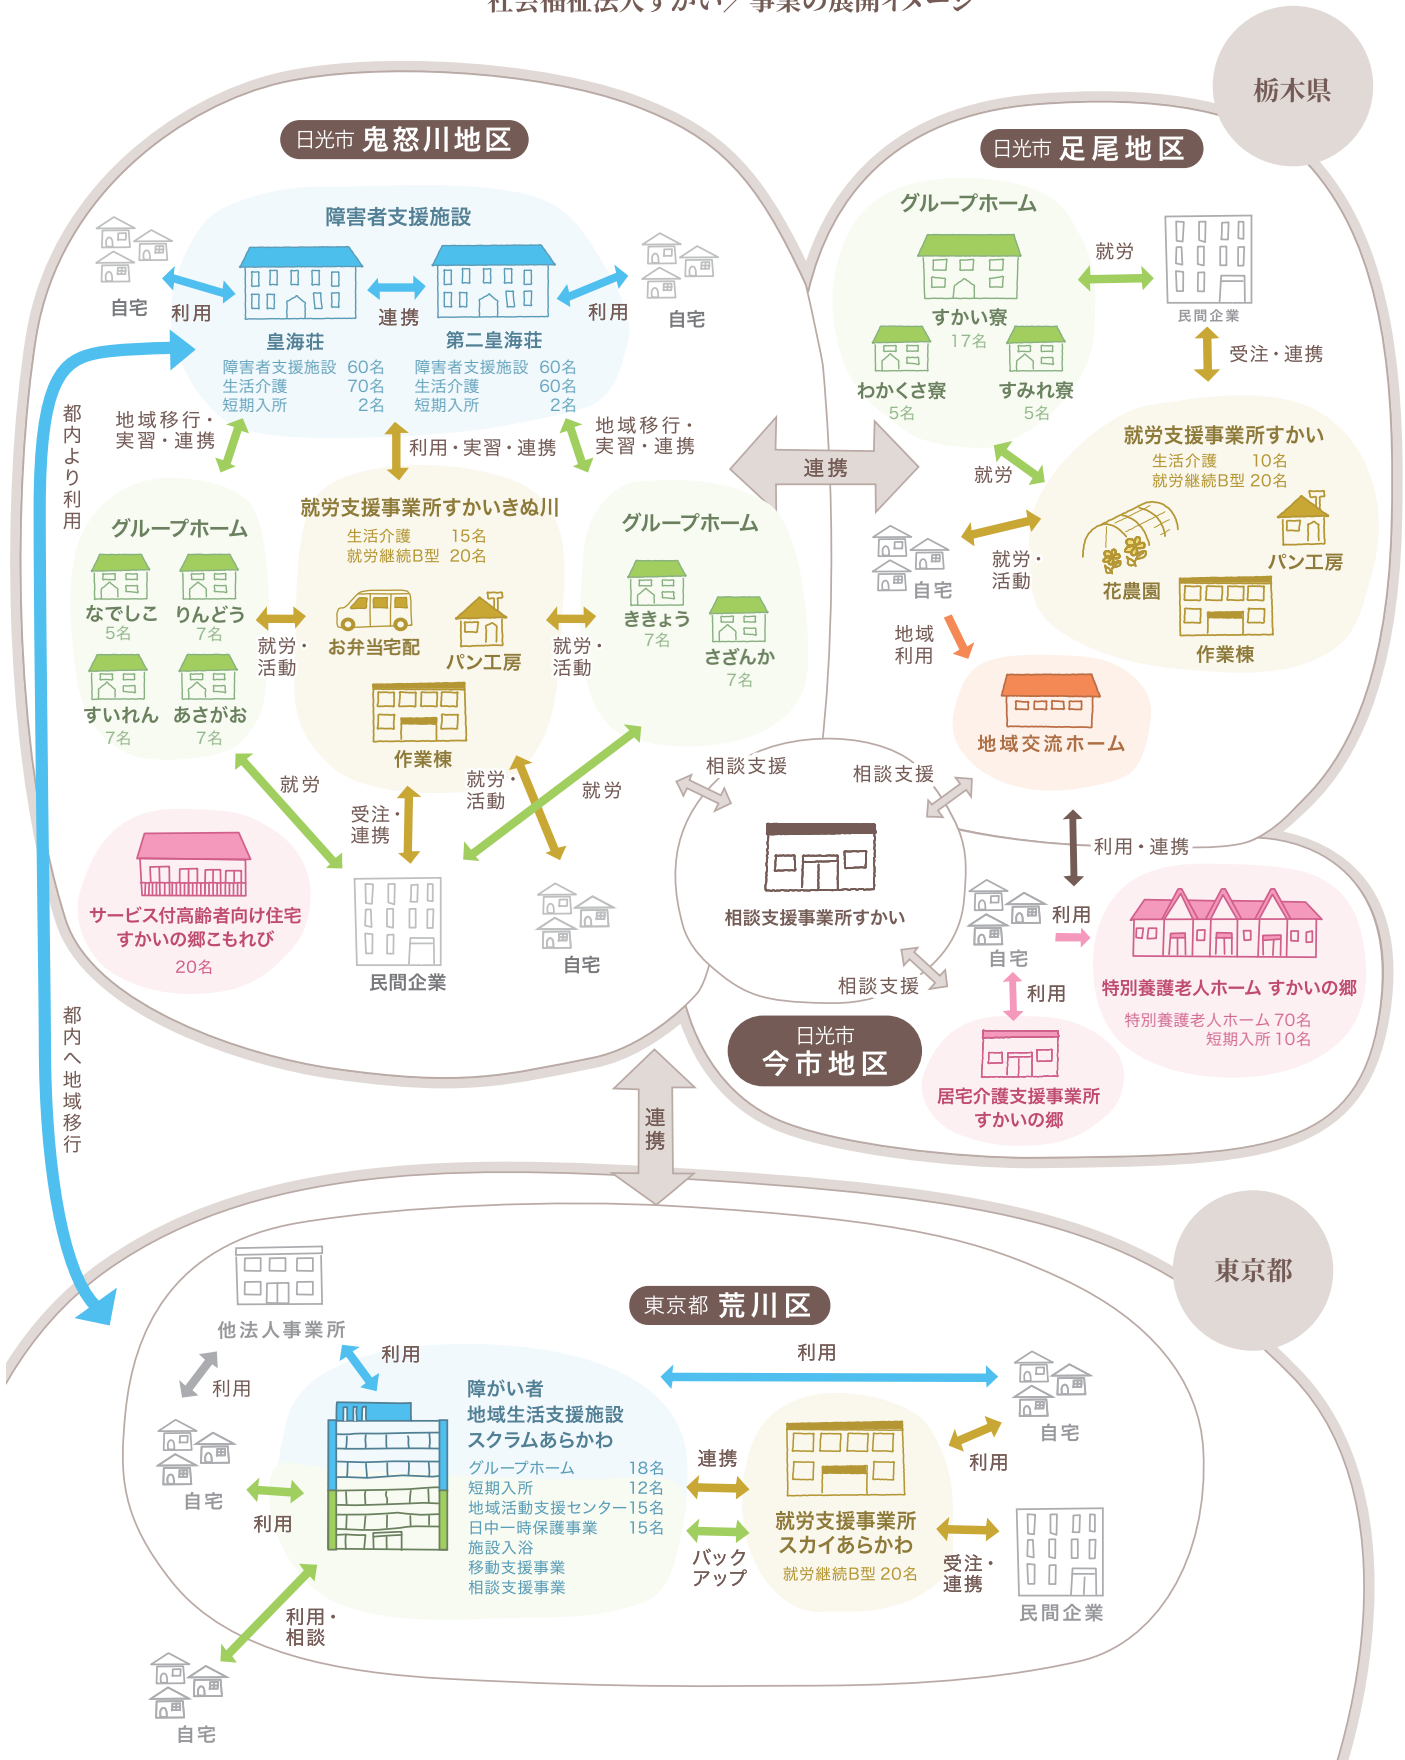 社会福祉法人すかい／事業の展開イメージ
栃木県
日光市 鬼怒川地区
障害者支援施設
自宅
利用
連携
利用
自宅
皇海荘
障害者支援施設 60名
生活介護 70名
短期入所 2名
第二皇海荘
障害者支援施設 60名
生活介護 60名
短期入所 2名
都内より利用
地域移行・
実習・連携
利用・実習・連携
地域移行・
実習・連携
グループホーム
なでしこ
5名
りんどう
7名
すいれん
7名
あさがお
7名
就労・
活動
就労支援事業所すかいきぬ川
生活介護 15名
就労継続B型 20名
お弁当宅配
パン工房
作業棟
就労・
活動
グループホーム
ききょう
7名
さざんか
7名
就労
受注・
連携
就労・
活動
就労
サービス付高齢者向け住宅
すかいの郷こもれび
20名
民間企業
自宅
都内へ地域移行
連携
日光市 足尾地区
グループホーム
すかい寮
17名
わかくさ寮
5名
すみれ寮
5名
就労
民間企業
受注・連携
就労
就労支援事業所すかい
生活介護 10名
就労継続B型 20名
パン工房
花農園
作業棟
自宅
就労・
活動
地域
利用
地域交流ホーム
相談支援
相談支援
相談支援事業所すかい
相談支援
利用・連携
日光市
今市地区
自宅
利用
利用
特別養護老人ホーム すかいの郷
特別養護老人ホーム 70名
短期入所 10名
居宅介護支援事業所
すかいの郷
連携
東京都
東京都 荒川区
他法人事業所
利用
利用
自宅
利用
利用・
相談
自宅
障がい者
地域生活支援施設
スクラムあらかわ
グループホーム 18名
短期入所 12名
地域活動支援センター15名
日中一時保護事業 15名
施設入浴
移動支援事業
相談支援事業
利用
連携
バック
アップ
就労支援事業所
スカイあらかわ
就労継続B型 20名
自宅
利用
受注・
連携
民間企業